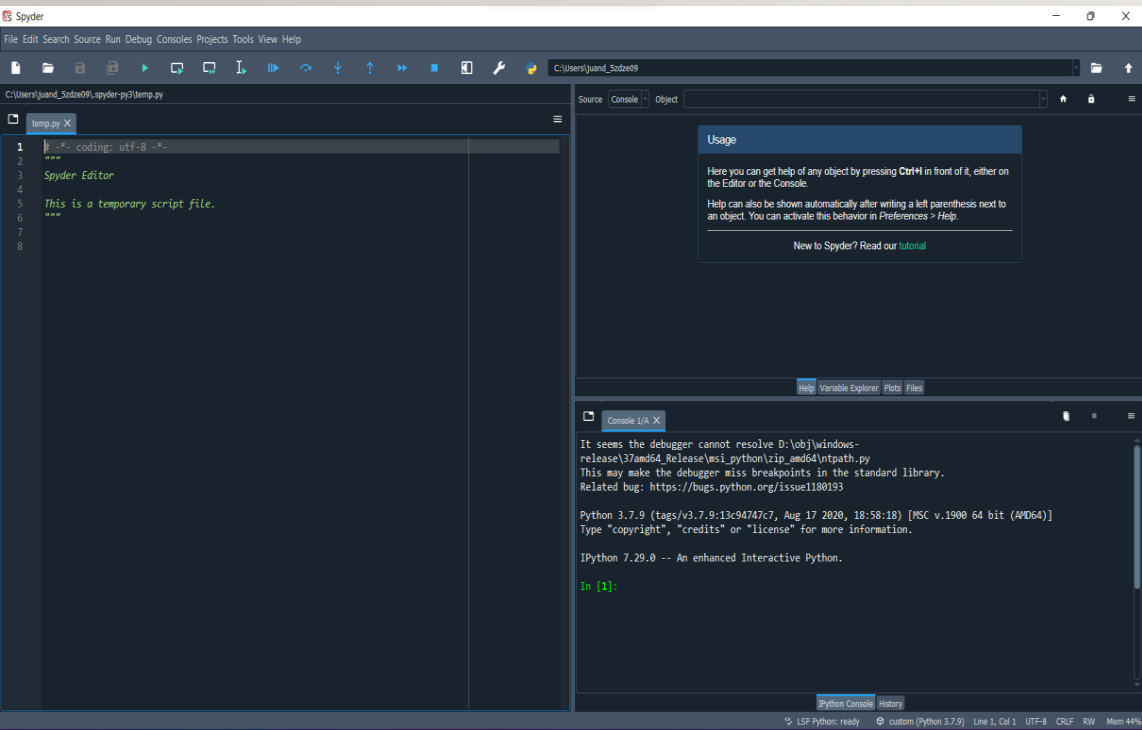 Spyder
File Edit Search Source Run Debug Consoles Projects Tools View Help
C:\Users\juand_5zdze09
C:\Users\juand_5zdze09\.spyder-py3\temp.py
temp.py X
1 # -*- coding: utf-8 -*-
2 """
3 Spyder Editor
4
5 This is a temporary script file.
6 """
7
8
Source Console Object
Usage
Here you can get help of any object by pressing Ctrl+I in front of it, either on
the Editor or the Console.
Help can also be shown automatically after writing a left parenthesis next to
an object. You can activate this behavior in Preferences > Help.
New to Spyder? Read our tutorial
Help Variable Explorer Plots Files
Console 1/A X
It seems the debugger cannot resolve D:\obj\windows-
release\37amd64_Release\msi_python\zip_amd64\ntpath.py
This may make the debugger miss breakpoints in the standard library.
Related bug: https://bugs.python.org/issue1180193
Python 3.7.9 (tags/v3.7.9:13c94747c7, Aug 17 2020, 18:58:18) [MSC v.1900 64 bit (AMD64)]
Type "copyright", "credits" or "license" for more information.
IPython 7.29.0 -- An enhanced Interactive Python.
In [1]:
IPython Console History
LSP Python: ready custom (Python 3.7.9) Line 1, Col 1 UTF-8 CRLF RW Mem 44%